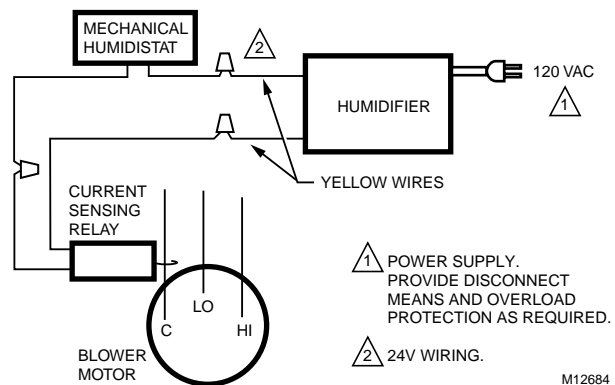 MECHANICAL
HUMIDISTAT
2
HUMIDIFIER
120 VAC
1
YELLOW WIRES
CURRENT
SENSING
RELAY
C
LO
HI
BLOWER
MOTOR
1 POWER SUPPLY.
PROVIDE DISCONNECT
MEANS AND OVERLOAD
PROTECTION AS REQUIRED.
2 24V WIRING.
M12684